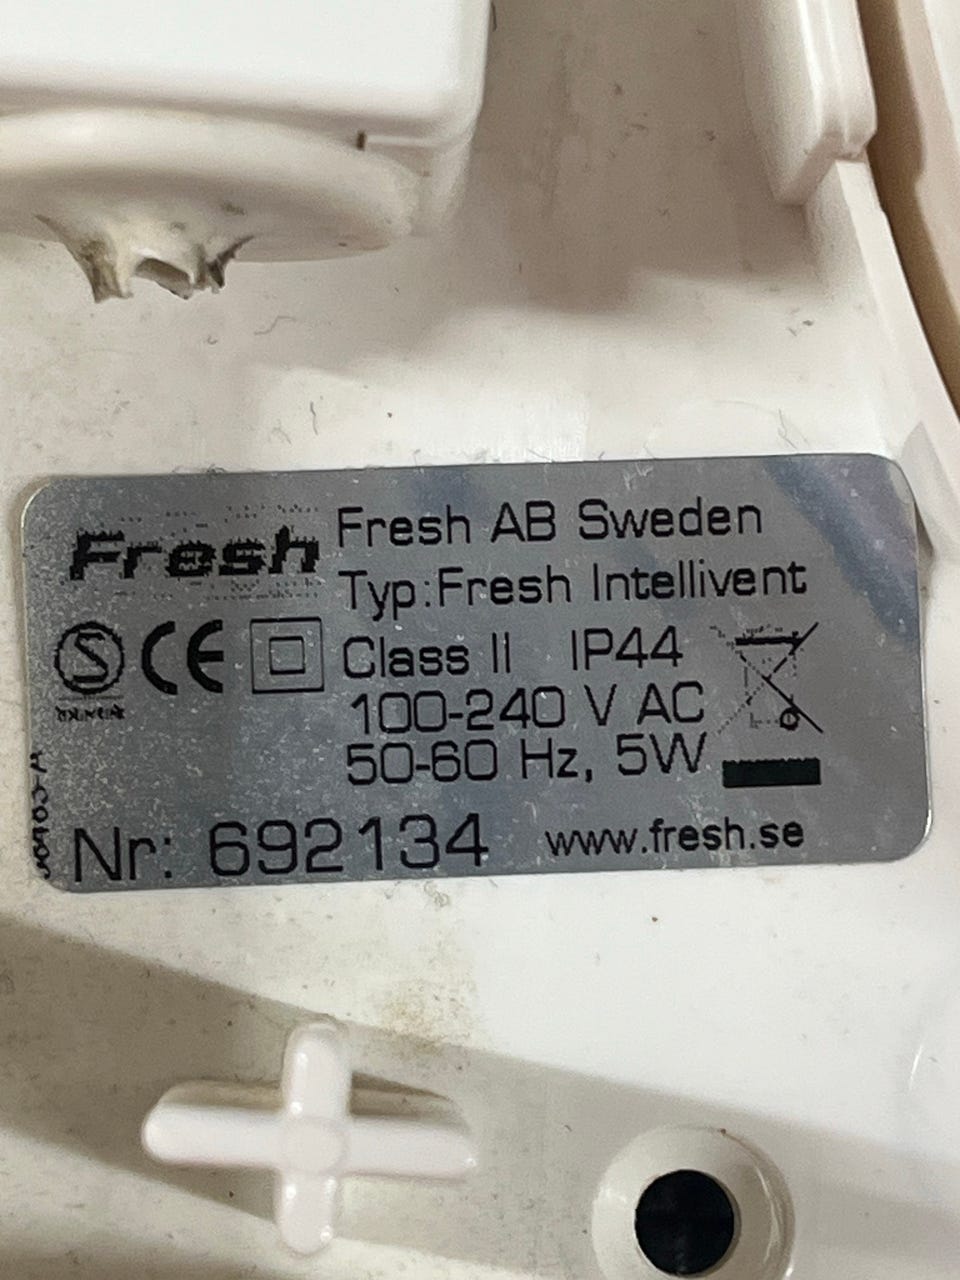 Fresh
Fresh AB Sweden
Typ:Fresh Intellivent
S CE
Class II IP44
100-240 V AC
50-60 Hz, 5W
Nr: 692134
www.fresh.se